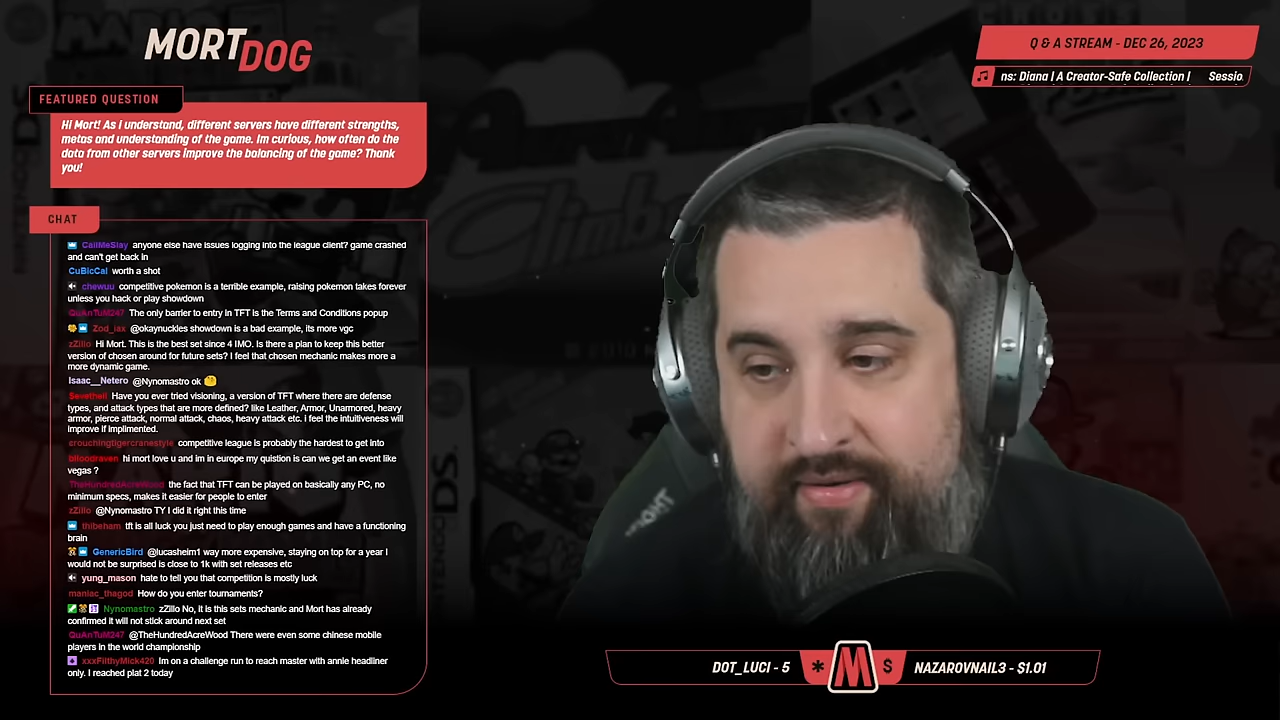 MORTDOG
Q & A STREAM - DEC 26, 2023
ns: Diana | A Creator-Safe Collection | Sessio
FEATURED QUESTION
Hi Mort! As I understand, different servers have different strengths,
metas and understanding of the game. Im curious, how often do the
data from other servers improve the balancing of the game? Thank
you!
CHAT
CallMeSlay anyone else have issues logging into the league client? game crashed
and can't get back in
CuBicCal worth a shot
chewuu competitive pokemon is a terrible example, raising pokemon takes forever
unless you hack or play showdown
QuAnTuM247 The only barrier to entry in TFT is the Terms and Conditions popup
Zod_iax @okaynuckles showdown is a bad example, its more vgc
zZillo Hi Mort. This is the best set since 4 IMO. Is there a plan to keep this better
version of chosen around for future sets? I feel that chosen mechanic makes more a
more dynamic game.
Isaac__Netero @Nynomastro ok
Sevethell Have you ever tried visioning, a version of TFT where there are defense
types, and attack types that are more defined? like Leather, Armor, Unarmored, heavy
armor, pierce attack, normal attack, chaos, heavy attack etc. i feel the intuitiveness will
improve if implimented.
crouchingtigercranestyle competitive league is probably the hardest to get into
blloodraven hi mort love u and im in europe my quistion is can we get an event like
vegas ?
TheHundredAcreWood the fact that TFT can be played on basically any PC, no
minimum specs, makes it easier for people to enter
zZillo @Nynomastro TY I did it right this time
thibeham tft is all luck you just need to play enough games and have a functioning
brain
GenericBird @lucasheim1 way more expensive, staying on top for a year I
would not be surprised is close to 1k with set releases etc
yung_mason hate to tell you that competition is mostly luck
maniac_thagod How do you enter tournaments?
Nynomastro zZillo No, it is this sets mechanic and Mort has already
confirmed it will not stick around next set
QuAnTuM247 @TheHundredAcreWood There were even some chinese mobile
players in the world championship
xxxFilthyMick420 Im on a challenge run to reach master with annie headliner
only. I reached plat 2 today
DOT_LUCI - 5 * M $ NAZAROVNAIL3 - $1.01